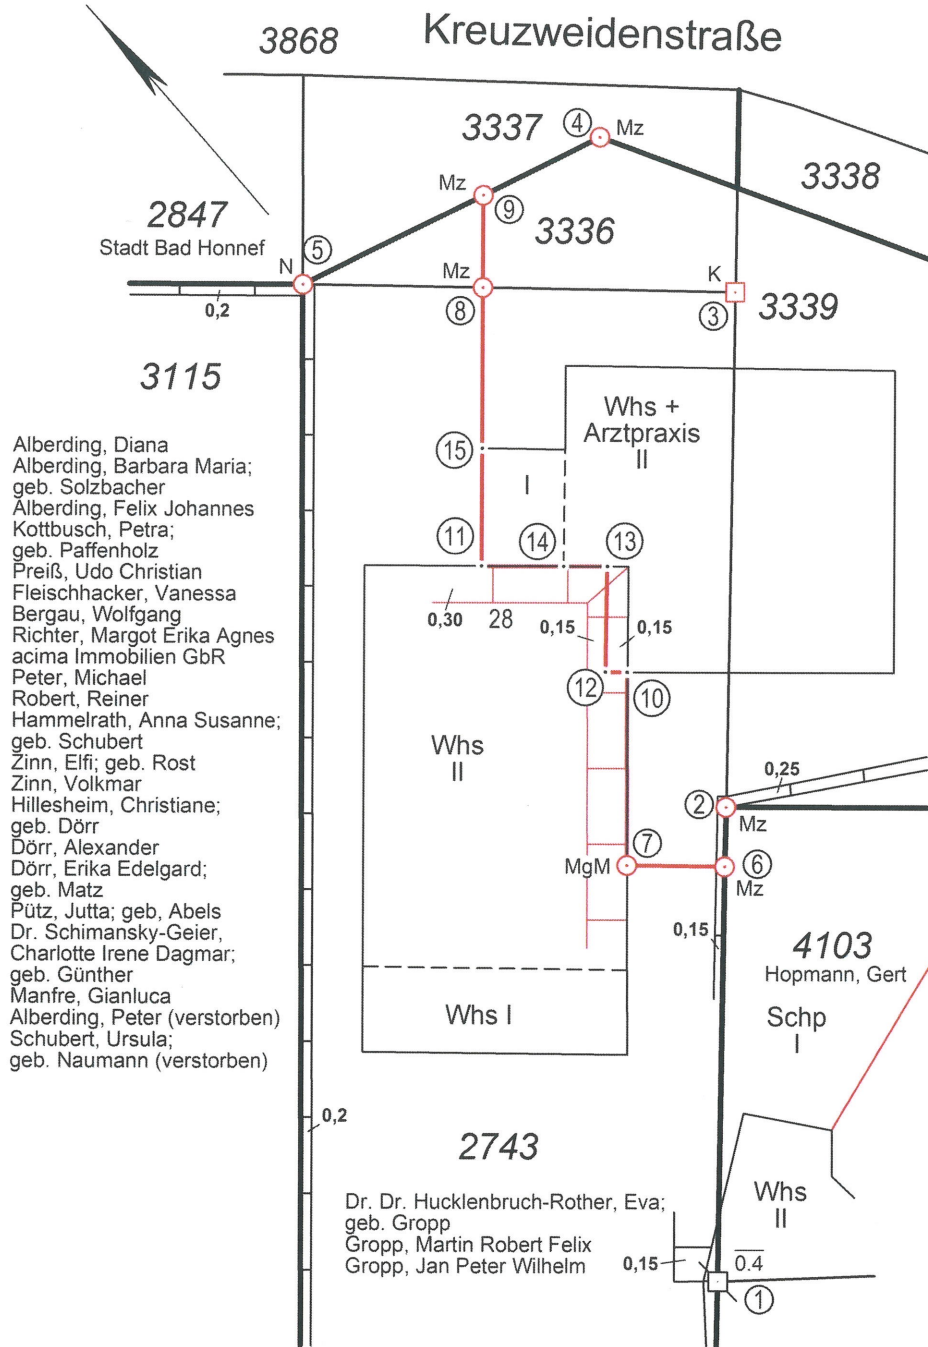 Kreuzweidenstraße
3868
3337
4
Mz
3338
Mz
9
2847
Stadt Bad Honnef
5
N
3336
Mz
8
K
3
3339
0,2
3115
Whs +
Arztpraxis
II
15
I
11
14
13
0,30
28
0,15
0,15
12
10
Alberding, Diana
Alberding, Barbara Maria;
geb. Solzbacher
Alberding, Felix Johannes
Kottbusch, Petra;
geb. Paffenholz
Preiß, Udo Christian
Fleischhacker, Vanessa
Bergau, Wolfgang
Richter, Margot Erika Agnes
acima Immobilien GbR
Peter, Michael
Robert, Reiner
Hammelrath, Anna Susanne;
geb. Schubert
Zinn, Elfi; geb. Rost
Zinn, Volkmar
Hillesheim, Christiane;
geb. Dörr
Dörr, Alexander
Dörr, Erika Edelgard;
geb. Matz
Pütz, Jutta; geb, Abels
Dr. Schimansky-Geier,
Charlotte Irene Dagmar;
geb. Günther
Manfre, Gianluca
Alberding, Peter (verstorben)
Schubert, Ursula;
geb. Naumann (verstorben)
Whs
II
0,25
2
Mz
7
MgM
6
Mz
0,15
4103
Hopmann, Gert
Schp
I
Whs I
0,2
2743
Dr. Dr. Hucklenbruch-Rother, Eva;
geb. Gropp
Gropp, Martin Robert Felix
Gropp, Jan Peter Wilhelm
Whs
II
0,15
0.4
1